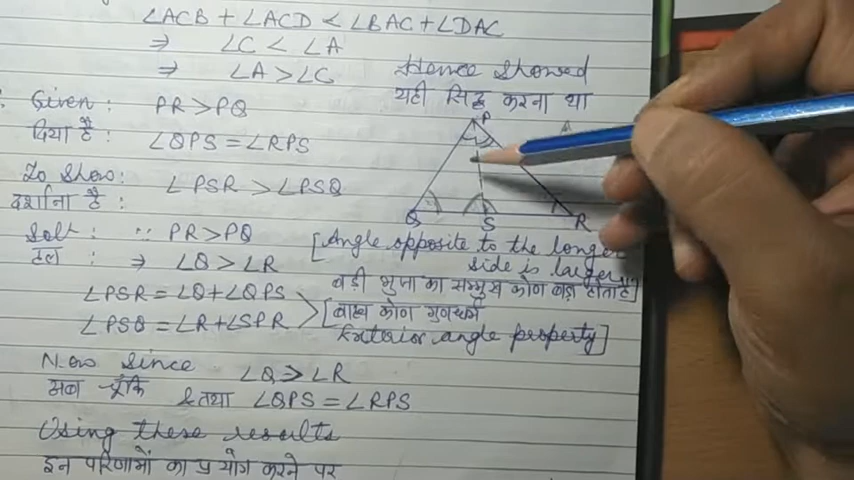 ∠ACB + ∠ACD < ∠BAC + ∠DAC
⇒ ∠C < ∠A
⇒ ∠A > ∠C Hence Showed
यही सिद्ध करना था
Given: PR > PQ
दिया है: ∠QPS = ∠RPS
To Show: ∠PSR > ∠PSQ
दर्शाना है:
P
Q S R
Solt: ∵ PR > PQ [Angle opposite to the longer side is larger
हल: ⇒ ∠Q > ∠R बड़ी भुजा का सम्मुख कोण बड़ा होता है]
∠PSR = ∠Q + ∠QPS [बाह्य कोण गुणधर्म
∠PSQ = ∠R + ∠SPR Exterior angle property]
Now Since ∠Q > ∠R
अब चूँकि & तथा ∠QPS = ∠RPS
Using these results
इन परिणामों का प्रयोग करने पर